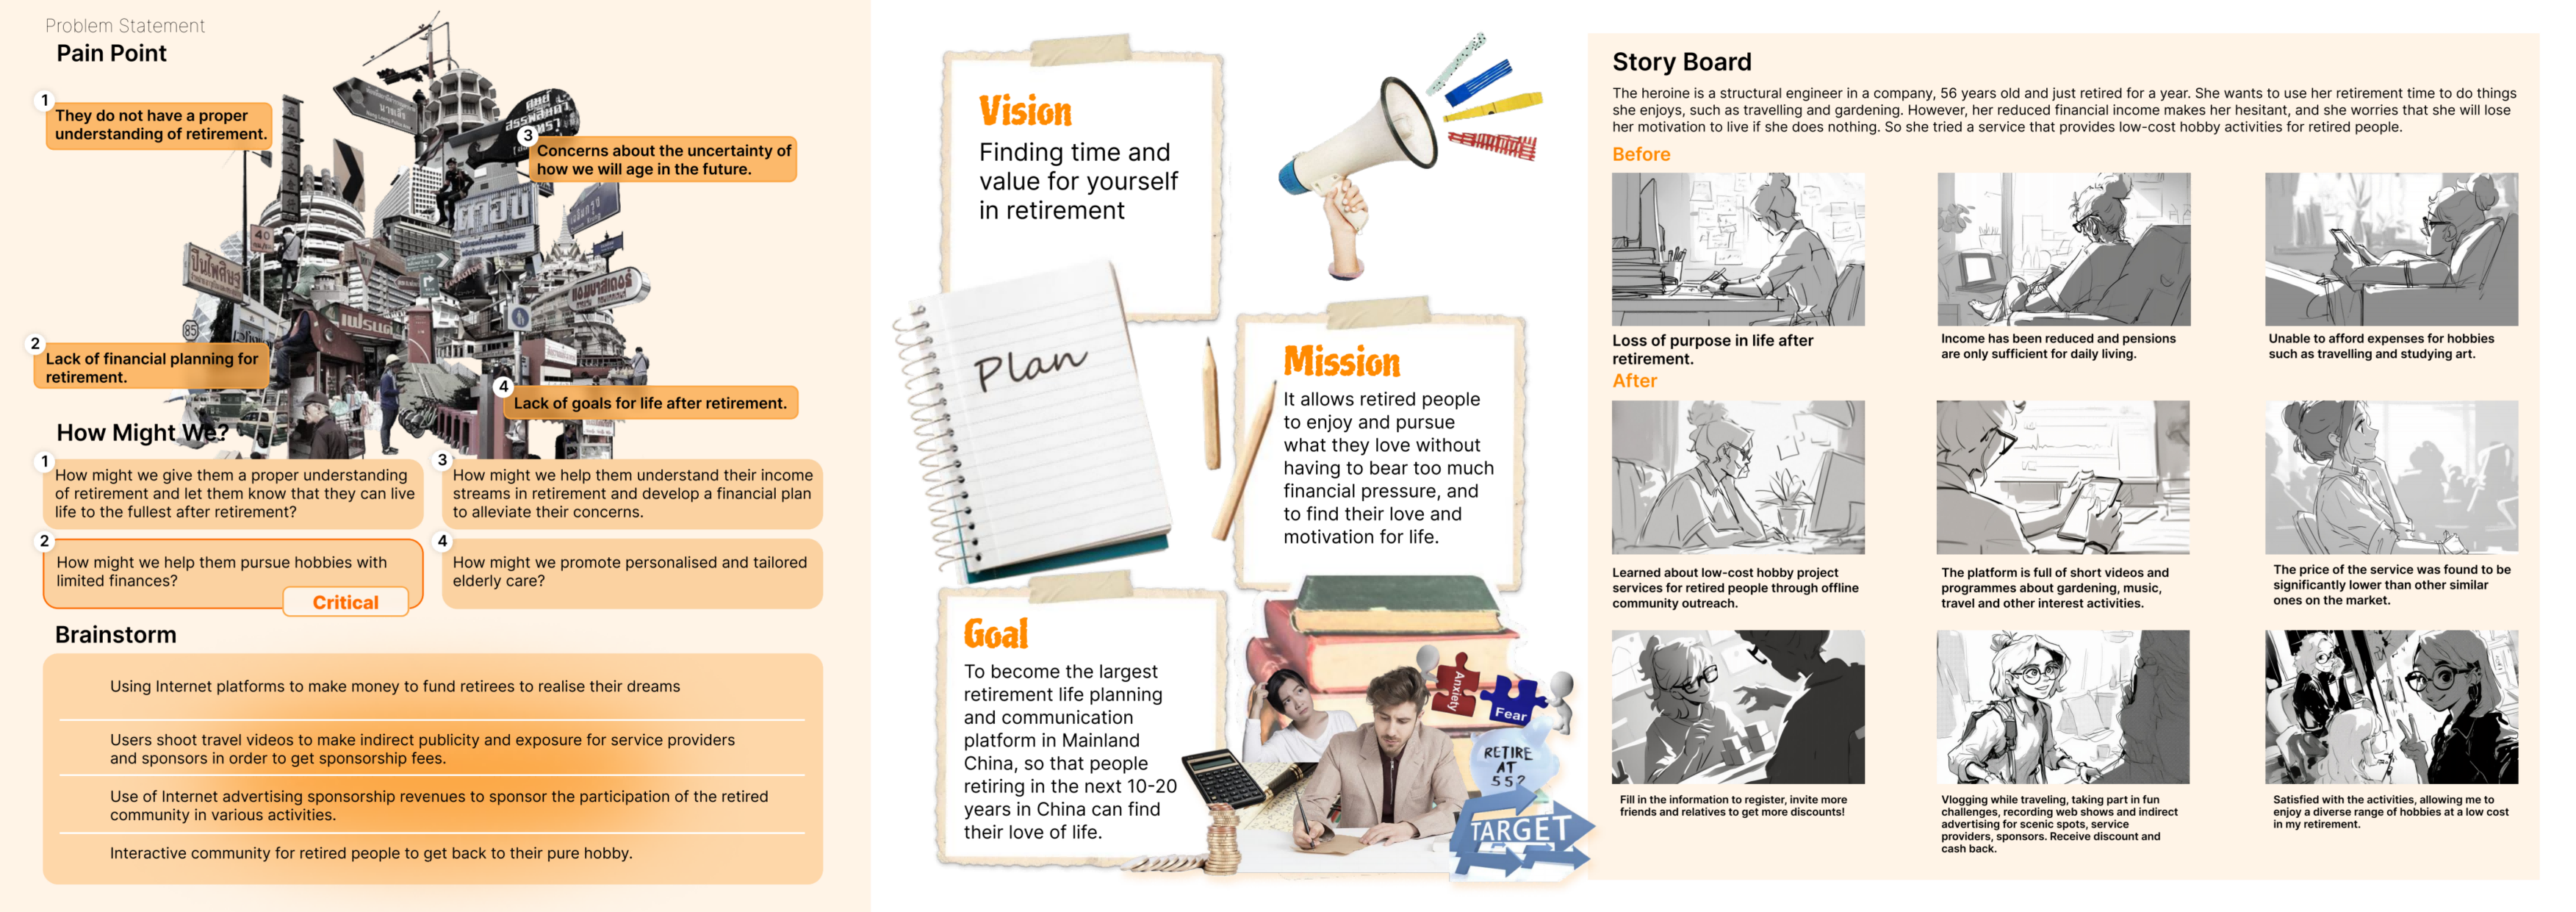 Problem Statement
Pain Point
1
They do not have a proper
understanding of retirement.
3
Concerns about the uncertainty of
how we will age in the future.
40
85
2
Lack of financial planning for
retirement.
4
Lack of goals for life after retirement.
How Might We?
1
How might we give them a proper understanding
of retirement and let them know that they can live
life to the fullest after retirement?
3
How might we help them understand their income
streams in retirement and develop a financial plan
to alleviate their concerns.
2
How might we help them pursue hobbies with
limited finances?
Critical
4
How might we promote personalised and tailored
elderly care?
Brainstorm
Using Internet platforms to make money to fund retirees to realise their dreams
Users shoot travel videos to make indirect publicity and exposure for service providers
and sponsors in order to get sponsorship fees.
Use of Internet advertising sponsorship revenues to sponsor the participation of the retired
community in various activities.
Interactive community for retired people to get back to their pure hobby.
Vision
Finding time and
value for yourself
in retirement
Plan
Mission
It allows retired people
to enjoy and pursue
what they love without
having to bear too much
financial pressure, and
to find their love and
motivation for life.
Goal
To become the largest
retirement life planning
and communication
platform in Mainland
China, so that people
retiring in the next 10-20
years in China can find
their love of life.
Anxiety
Fear
RETIRE
AT
55?
TARGET
Story Board
The heroine is a structural engineer in a company, 56 years old and just retired for a year. She wants to use her retirement time to do things
she enjoys, such as travelling and gardening. However, her reduced financial income makes her hesitant, and she worries that she will lose
her motivation to live if she does nothing. So she tried a service that provides low-cost hobby activities for retired people.
Before
Loss of purpose in life after
retirement.
Income has been reduced and pensions
are only sufficient for daily living.
Unable to afford expenses for hobbies
such as travelling and studying art.
After
Learned about low-cost hobby project
services for retired people through offline
community outreach.
The platform is full of short videos and
programmes about gardening, music,
travel and other interest activities.
The price of the service was found to be
significantly lower than other similar
ones on the market.
Fill in the information to register, invite more
friends and relatives to get more discounts!
Vlogging while traveling, taking part in fun
challenges, recording web shows and indirect
advertising for scenic spots, service
providers, sponsors. Receive discount and
cash back.
Satisfied with the activities, allowing me to
enjoy a diverse range of hobbies at a low cost
in my retirement.